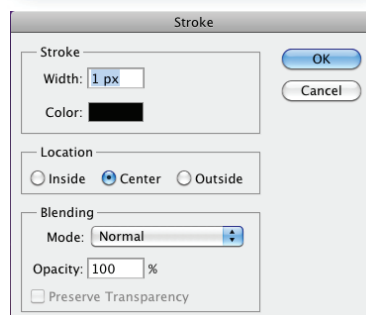 Stroke
Stroke
OK
Width: 1 px
Cancel
Color:
Location
Inside Center Outside
Blending
Mode: Normal
Opacity: 100 %
Preserve Transparency